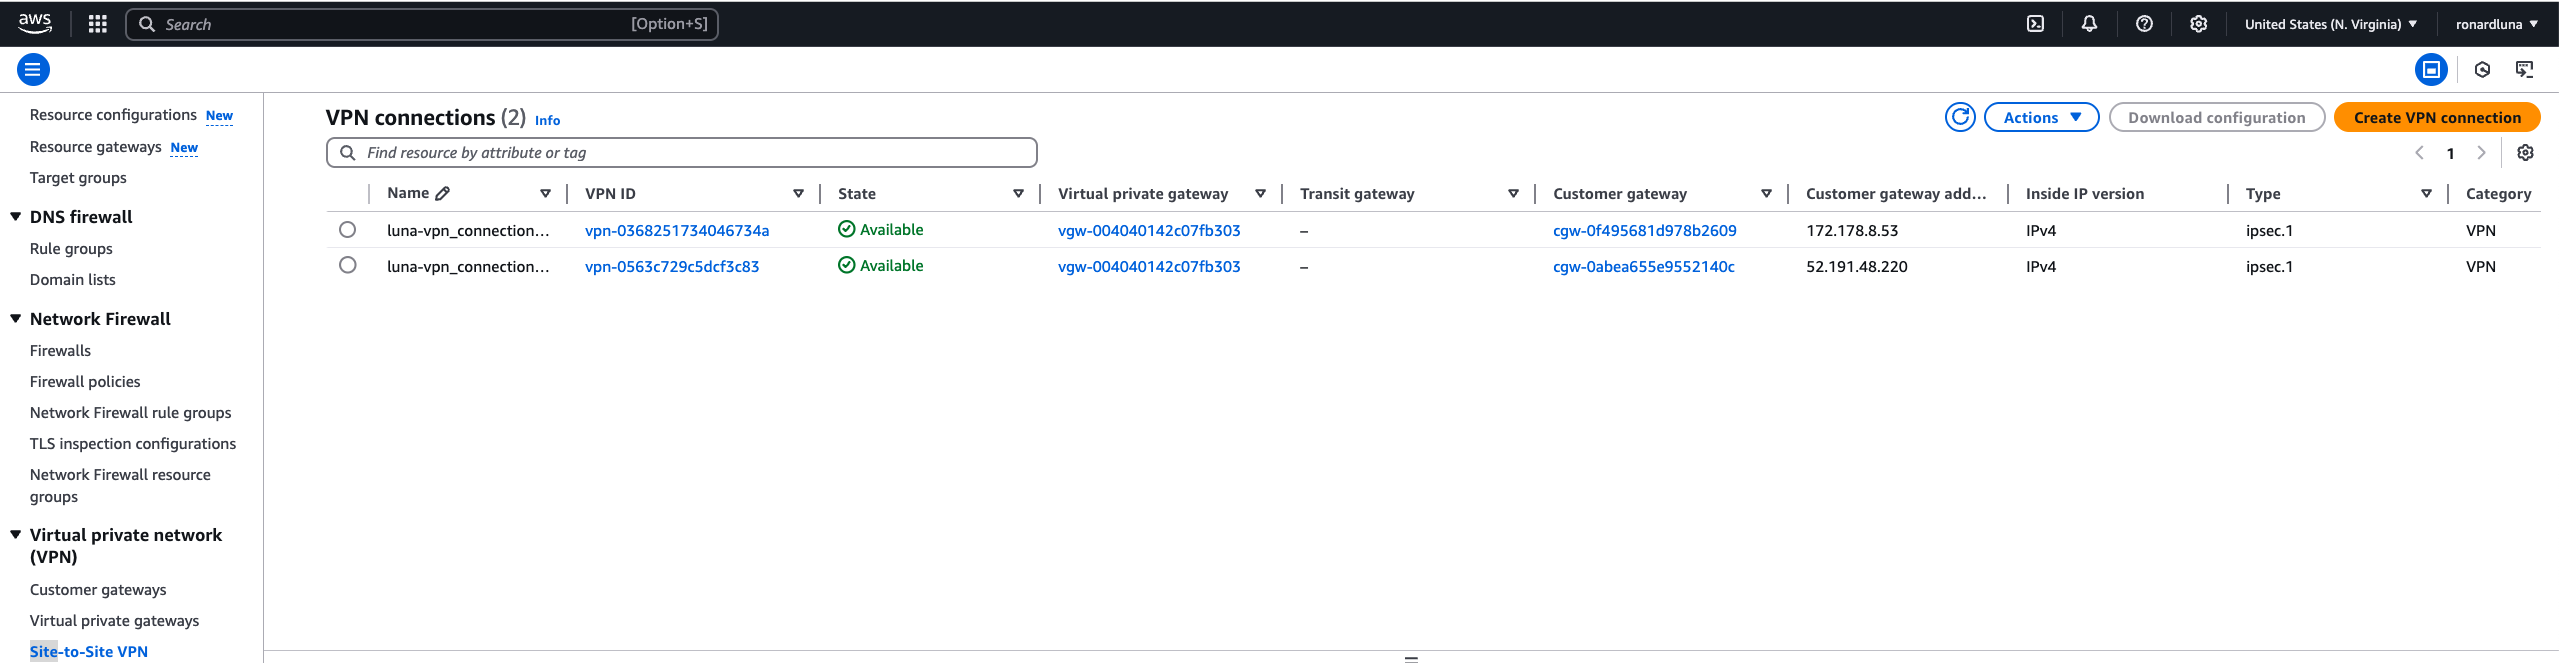 aws
Search [Option+S]
United States (N. Virginia)
ronardluna
Resource configurations New
Resource gateways New
Target groups
DNS firewall
Rule groups
Domain lists
Network Firewall
Firewalls
Firewall policies
Network Firewall rule groups
TLS inspection configurations
Network Firewall resource
groups
Virtual private network
(VPN)
Customer gateways
Virtual private gateways
Site-to-Site VPN
VPN connections (2) Info
Actions
Download configuration
Create VPN connection
Find resource by attribute or tag
1
Name VPN ID State Virtual private gateway Transit gateway Customer gateway Customer gateway add... Inside IP version Type Category
luna-vpn_connection... vpn-0368251734046734a Available vgw-004040142c07fb303 – cgw-0f495681d978b2609 172.178.8.53 IPv4 ipsec.1 VPN
luna-vpn_connection... vpn-0563c729c5dcf3c83 Available vgw-004040142c07fb303 – cgw-0abea655e9552140c 52.191.48.220 IPv4 ipsec.1 VPN